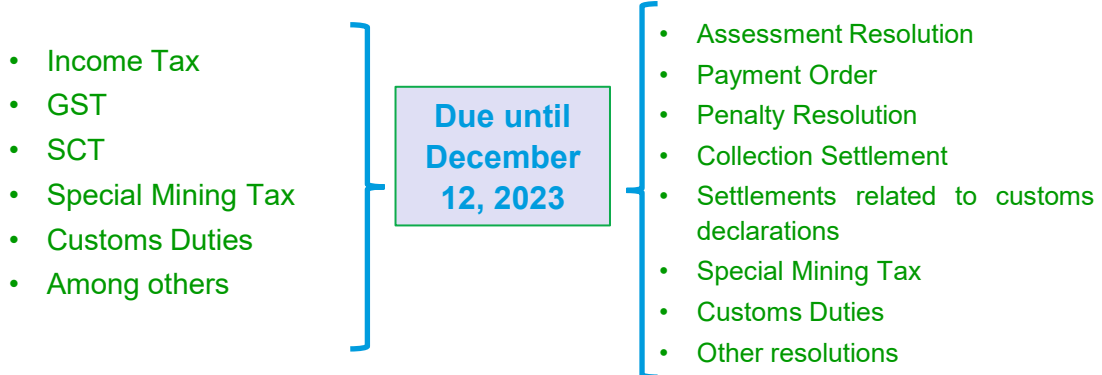 • Income Tax
• GST
• SCT
• Special Mining Tax
• Customs Duties
• Among others
Due until
December
12, 2023
• Assessment Resolution
• Payment Order
• Penalty Resolution
• Collection Settlement
• Settlements related to customs
declarations
• Special Mining Tax
• Customs Duties
• Other resolutions